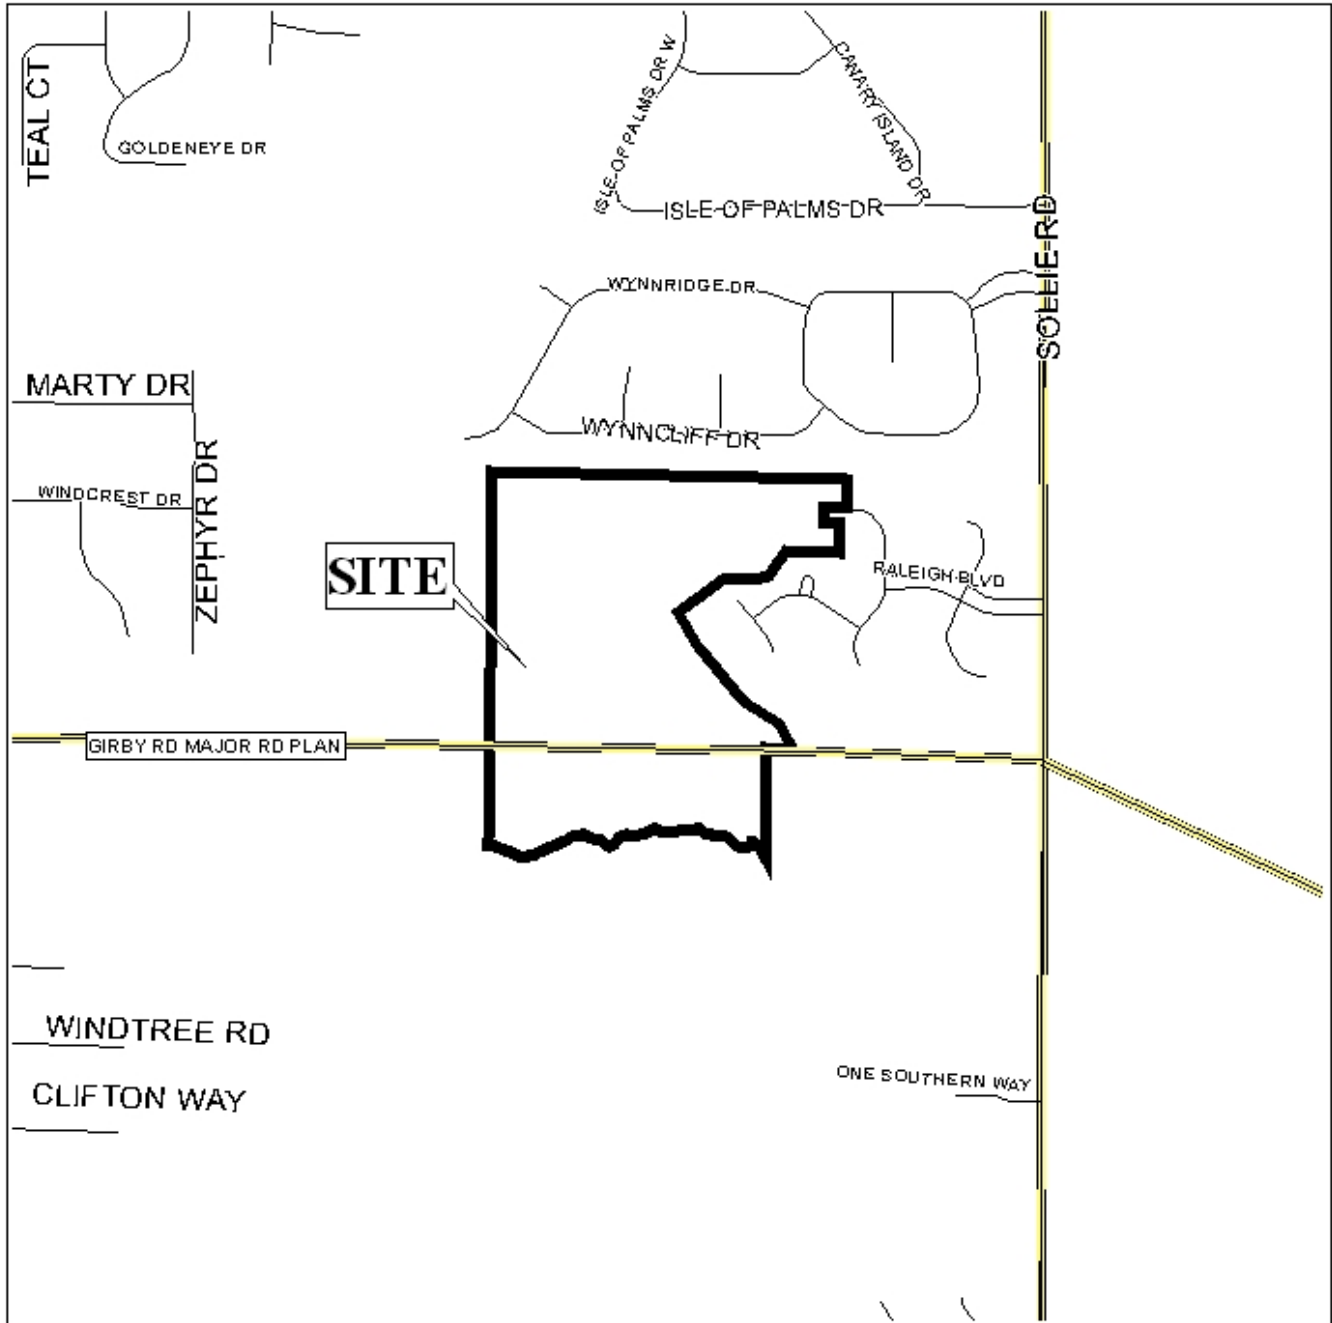 TEAL CT
GOLDENEYE DR
ISLE OF PALMS DR W
CANARY ISLAND DR
ISLE OF PALMS DR
SOLLIE RD
WYNNRIDGE DR
MARTY DR
WYNNCLIFF DR
ZEPHYR DR
WINDCREST DR
SITE
RALEIGH BLVD
GIRBY RD MAJOR RD PLAN
WINDTREE RD
ONE SOUTHERN WAY
CLIFTON WAY